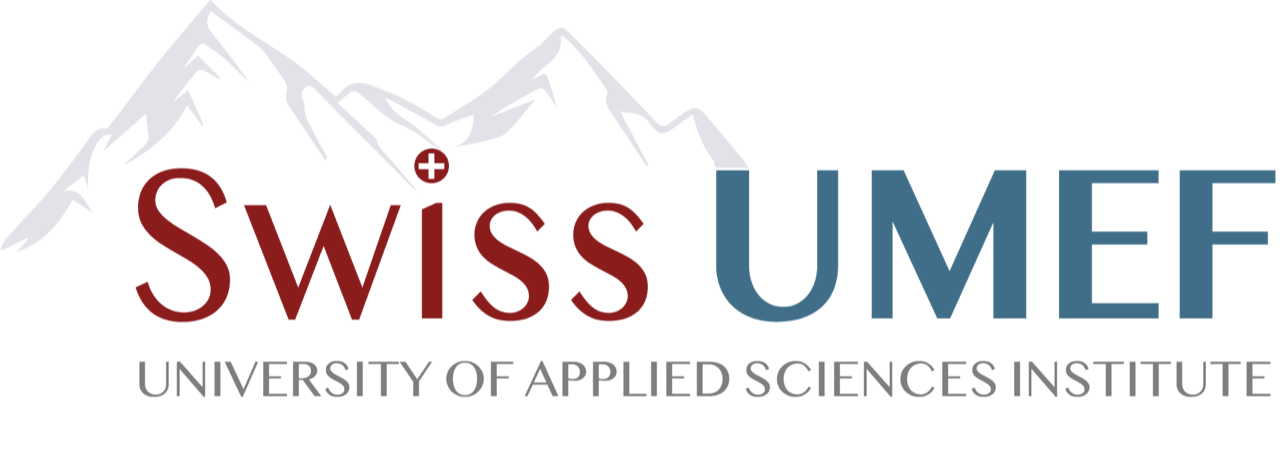 Swiss UMEF
UNIVERSITY OF APPLIED SCIENCES INSTITUTE